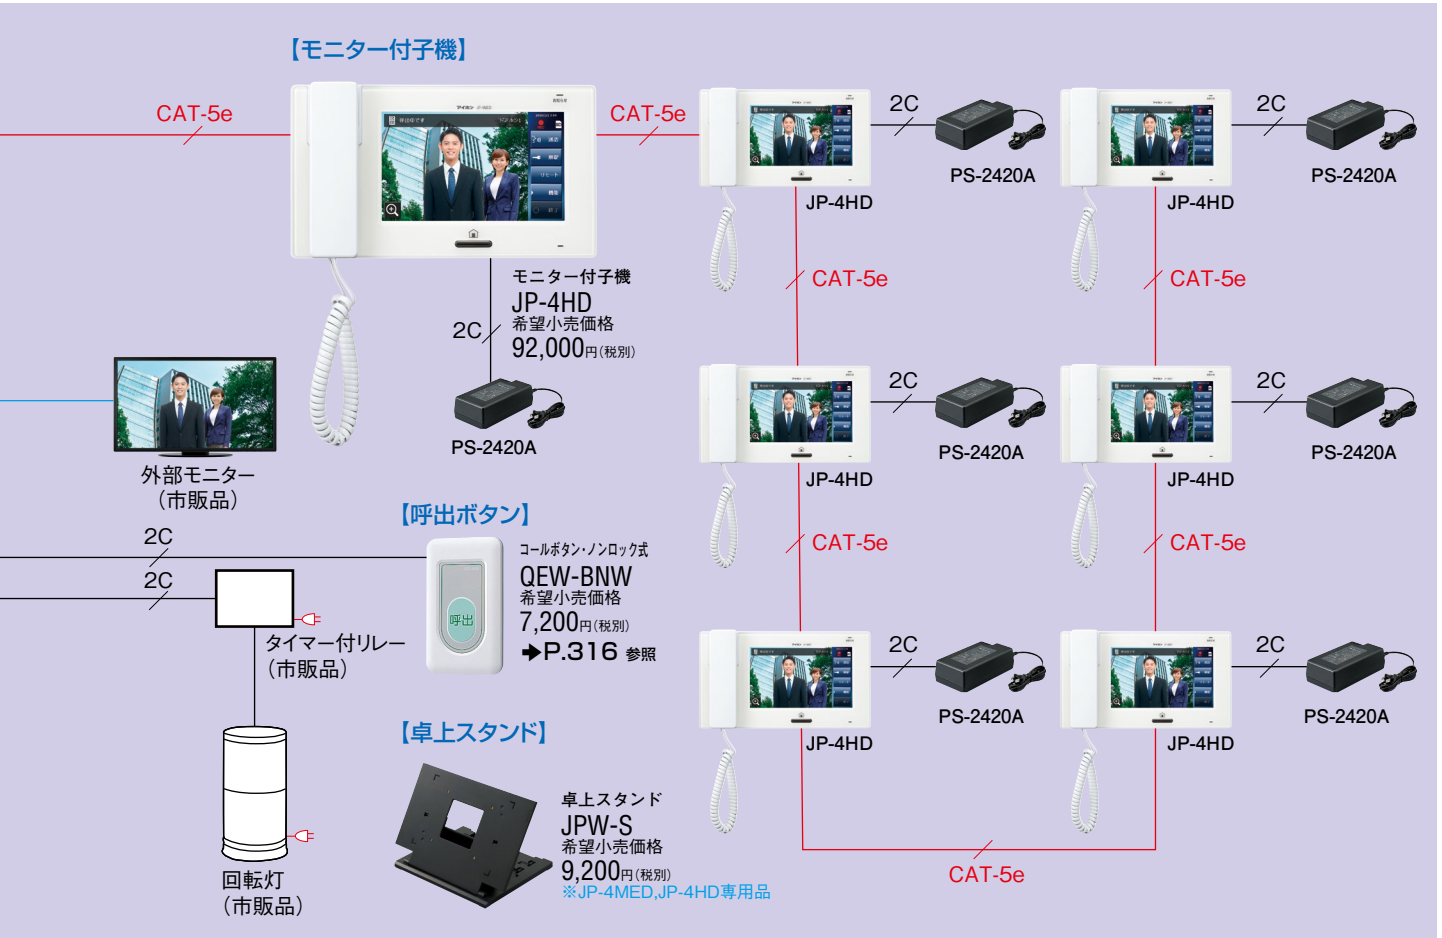 【モニター付子機】
CAT-5e
CAT-5e
アイホン
モニター付子機
JP-4HD
希望小売価格
92,000円(税別)
2C
PS-2420A
外部モニター
（市販品）
2C
2C
タイマー付リレー
（市販品）
回転灯
（市販品）
【呼出ボタン】
呼出
コールボタン・ノンロック式
QEW-BNW
希望小売価格
7,200円(税別)
➡P.316 参照
【卓上スタンド】
卓上スタンド
JPW-S
希望小売価格
9,200円(税別)
※JP-4MED,JP-4HD専用品
2C
PS-2420A
JP-4HD
2C
PS-2420A
JP-4HD
CAT-5e
CAT-5e
2C
PS-2420A
JP-4HD
2C
PS-2420A
JP-4HD
CAT-5e
CAT-5e
2C
PS-2420A
JP-4HD
2C
PS-2420A
JP-4HD
CAT-5e